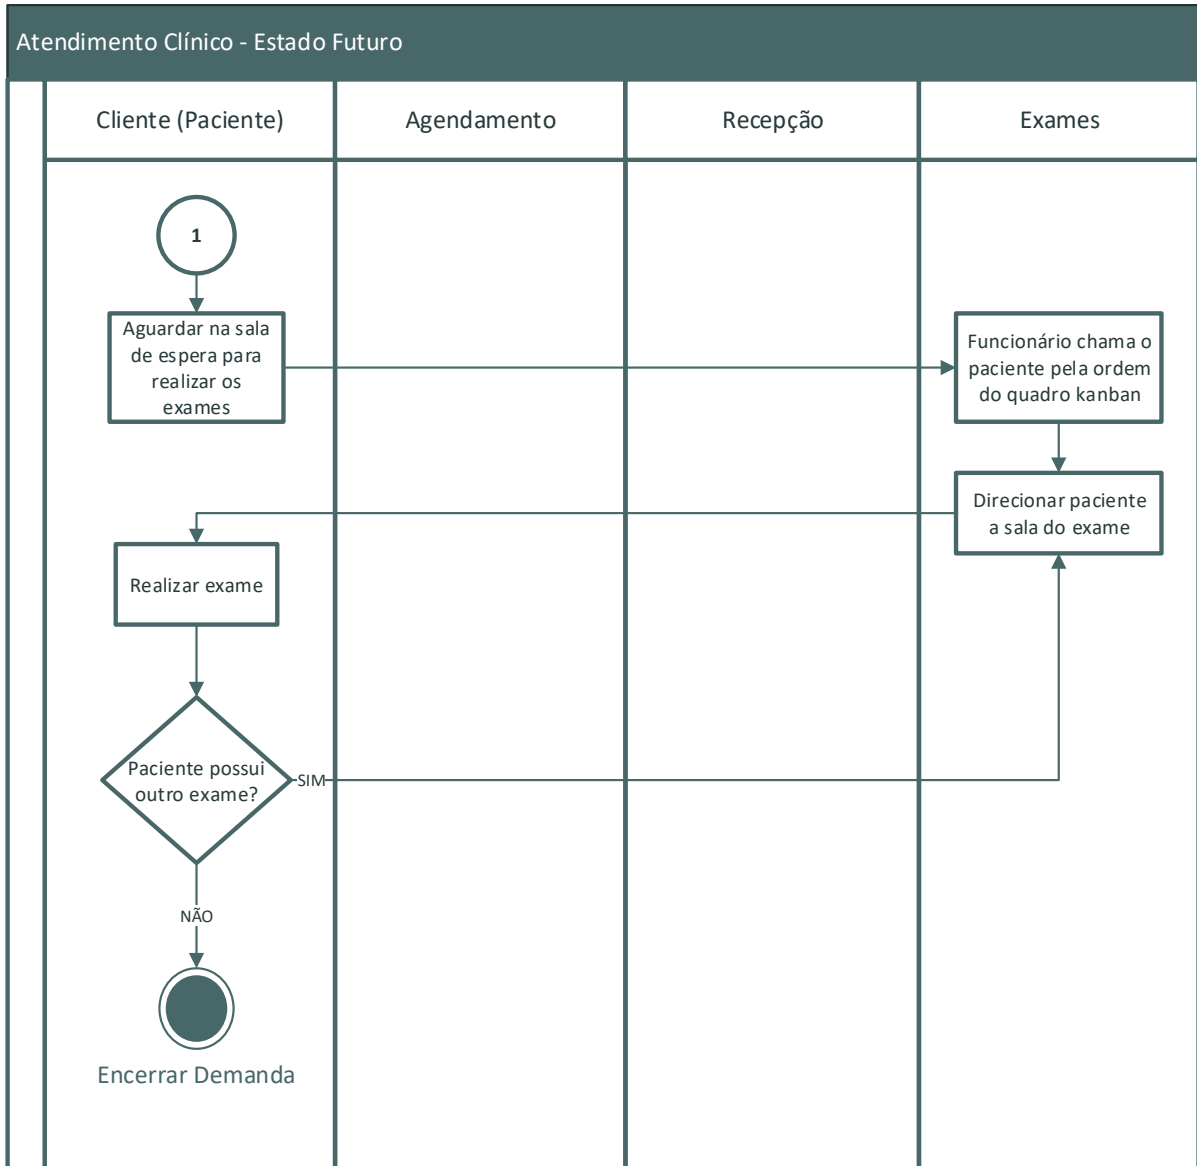 Atendimento Clínico - Estado Futuro
Cliente (Paciente)
Agendamento
Recepção
Exames
1
Aguardar na sala
de espera para
realizar os
exames
Funcionário chama o
paciente pela ordem
do quadro kanban
Direcionar paciente
a sala do exame
Realizar exame
Paciente possui
outro exame?
SIM
NÃO
Encerrar Demanda